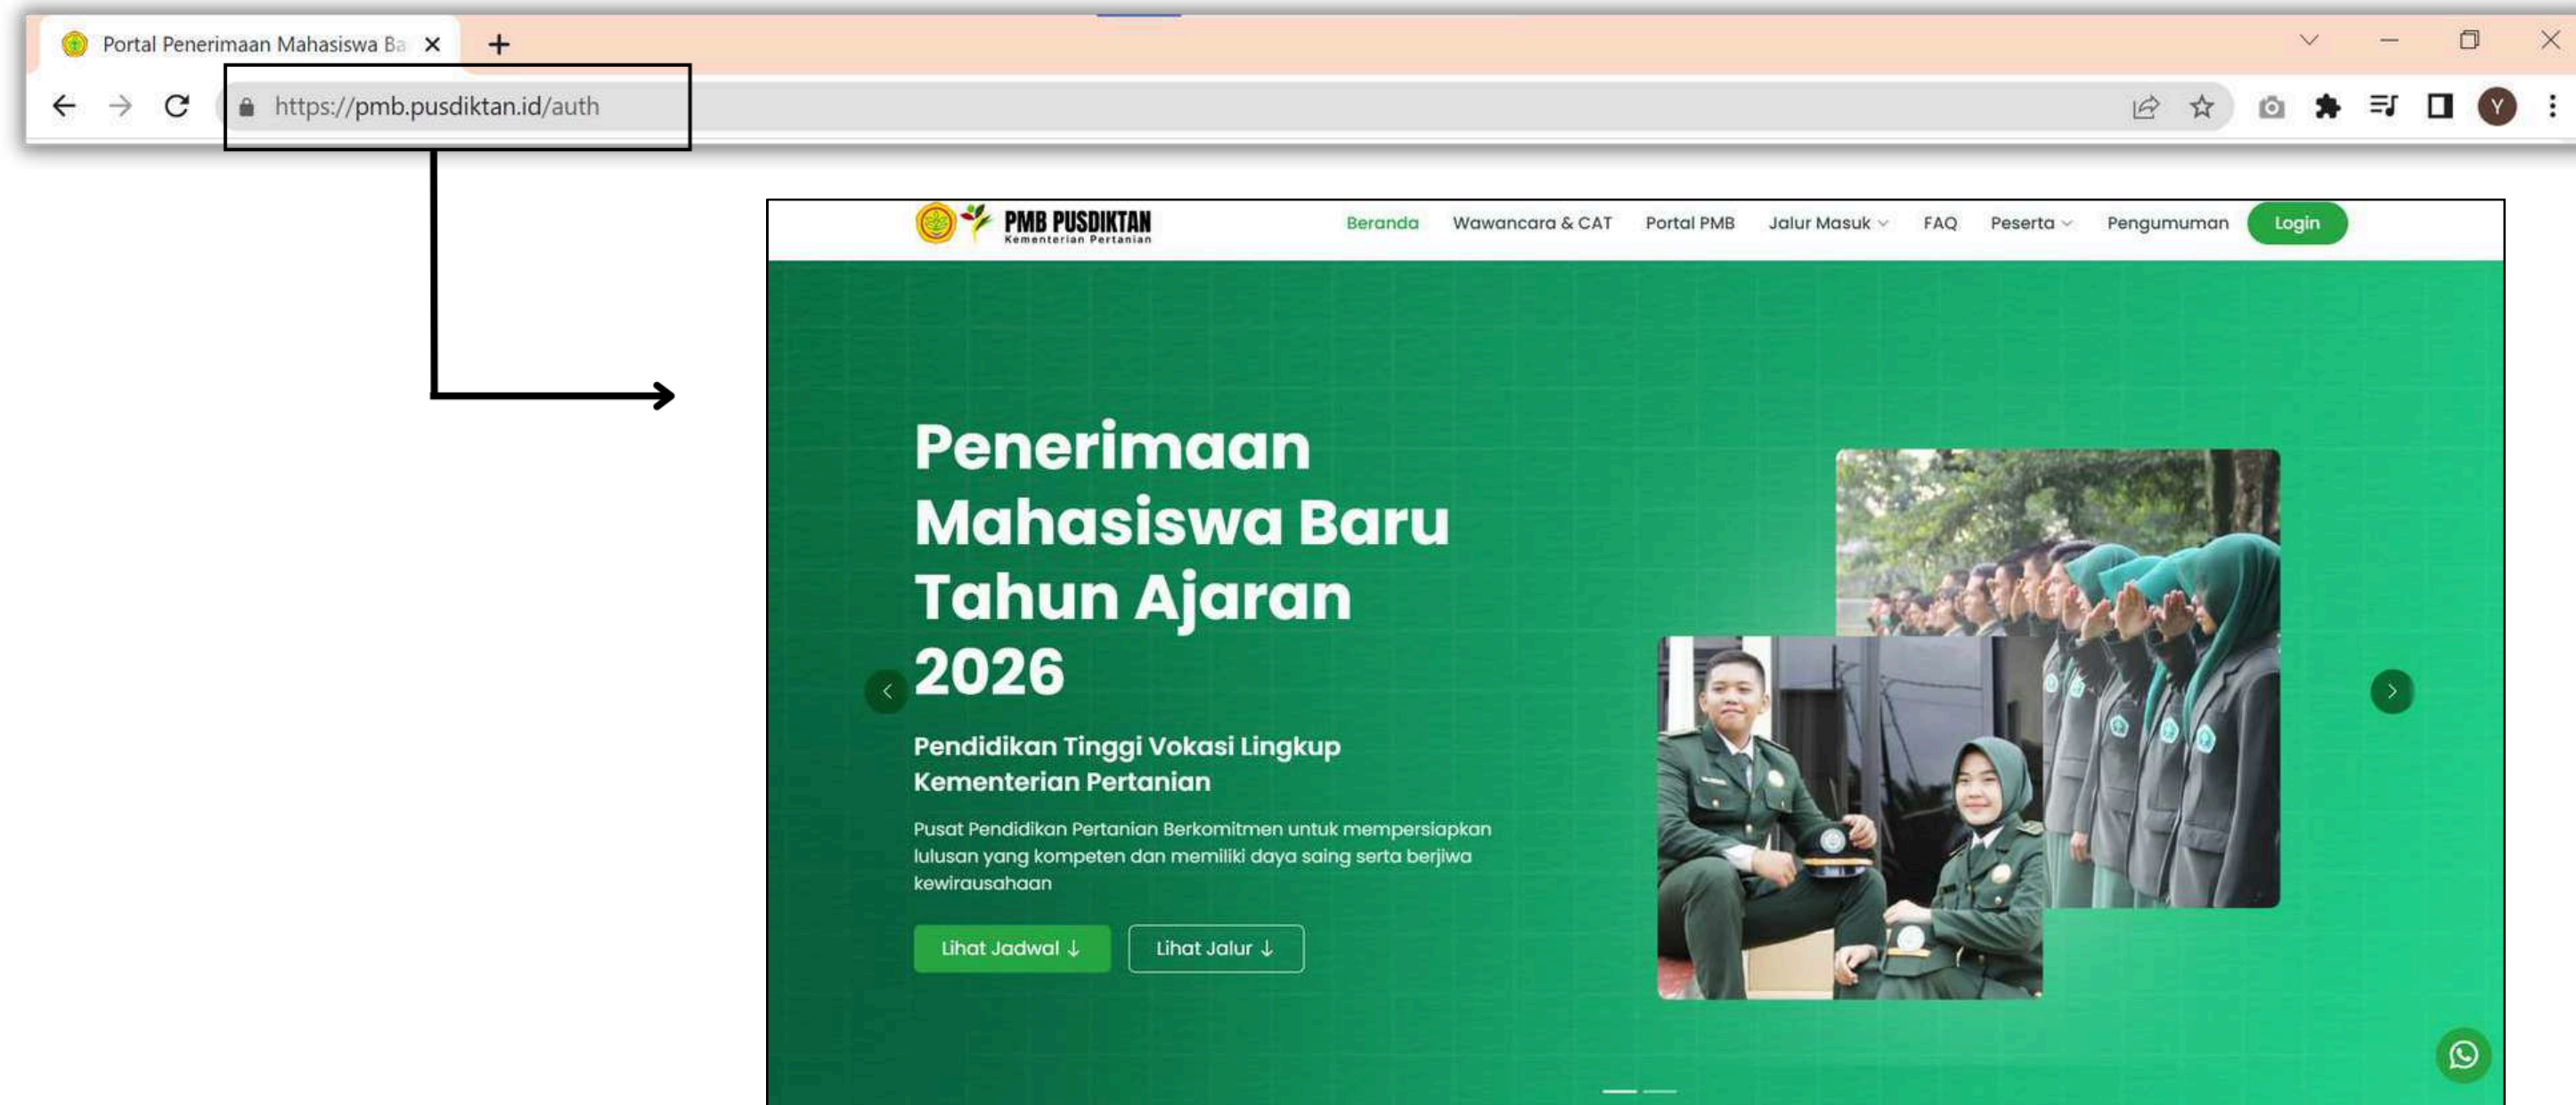 Portal Penerimaan Mahasiswa Ba
https://pmb.pusdiktan.id/auth
Y
PMB PUSDIKTAN
Kementerian Pertanian
Beranda Wawancara & CAT Portal PMB Jalur Masuk FAQ Peserta Pengumuman Login
Penerimaan
Mahasiswa Baru
Tahun Ajaran
2026
Pendidikan Tinggi Vokasi Lingkup
Kementerian Pertanian
Pusat Pendidikan Pertanian Berkomitmen untuk mempersiapkan
lulusan yang kompeten dan memiliki daya saing serta berjiwa
kewirausahaan
Lihat Jadwal ↓ Lihat Jalur ↓